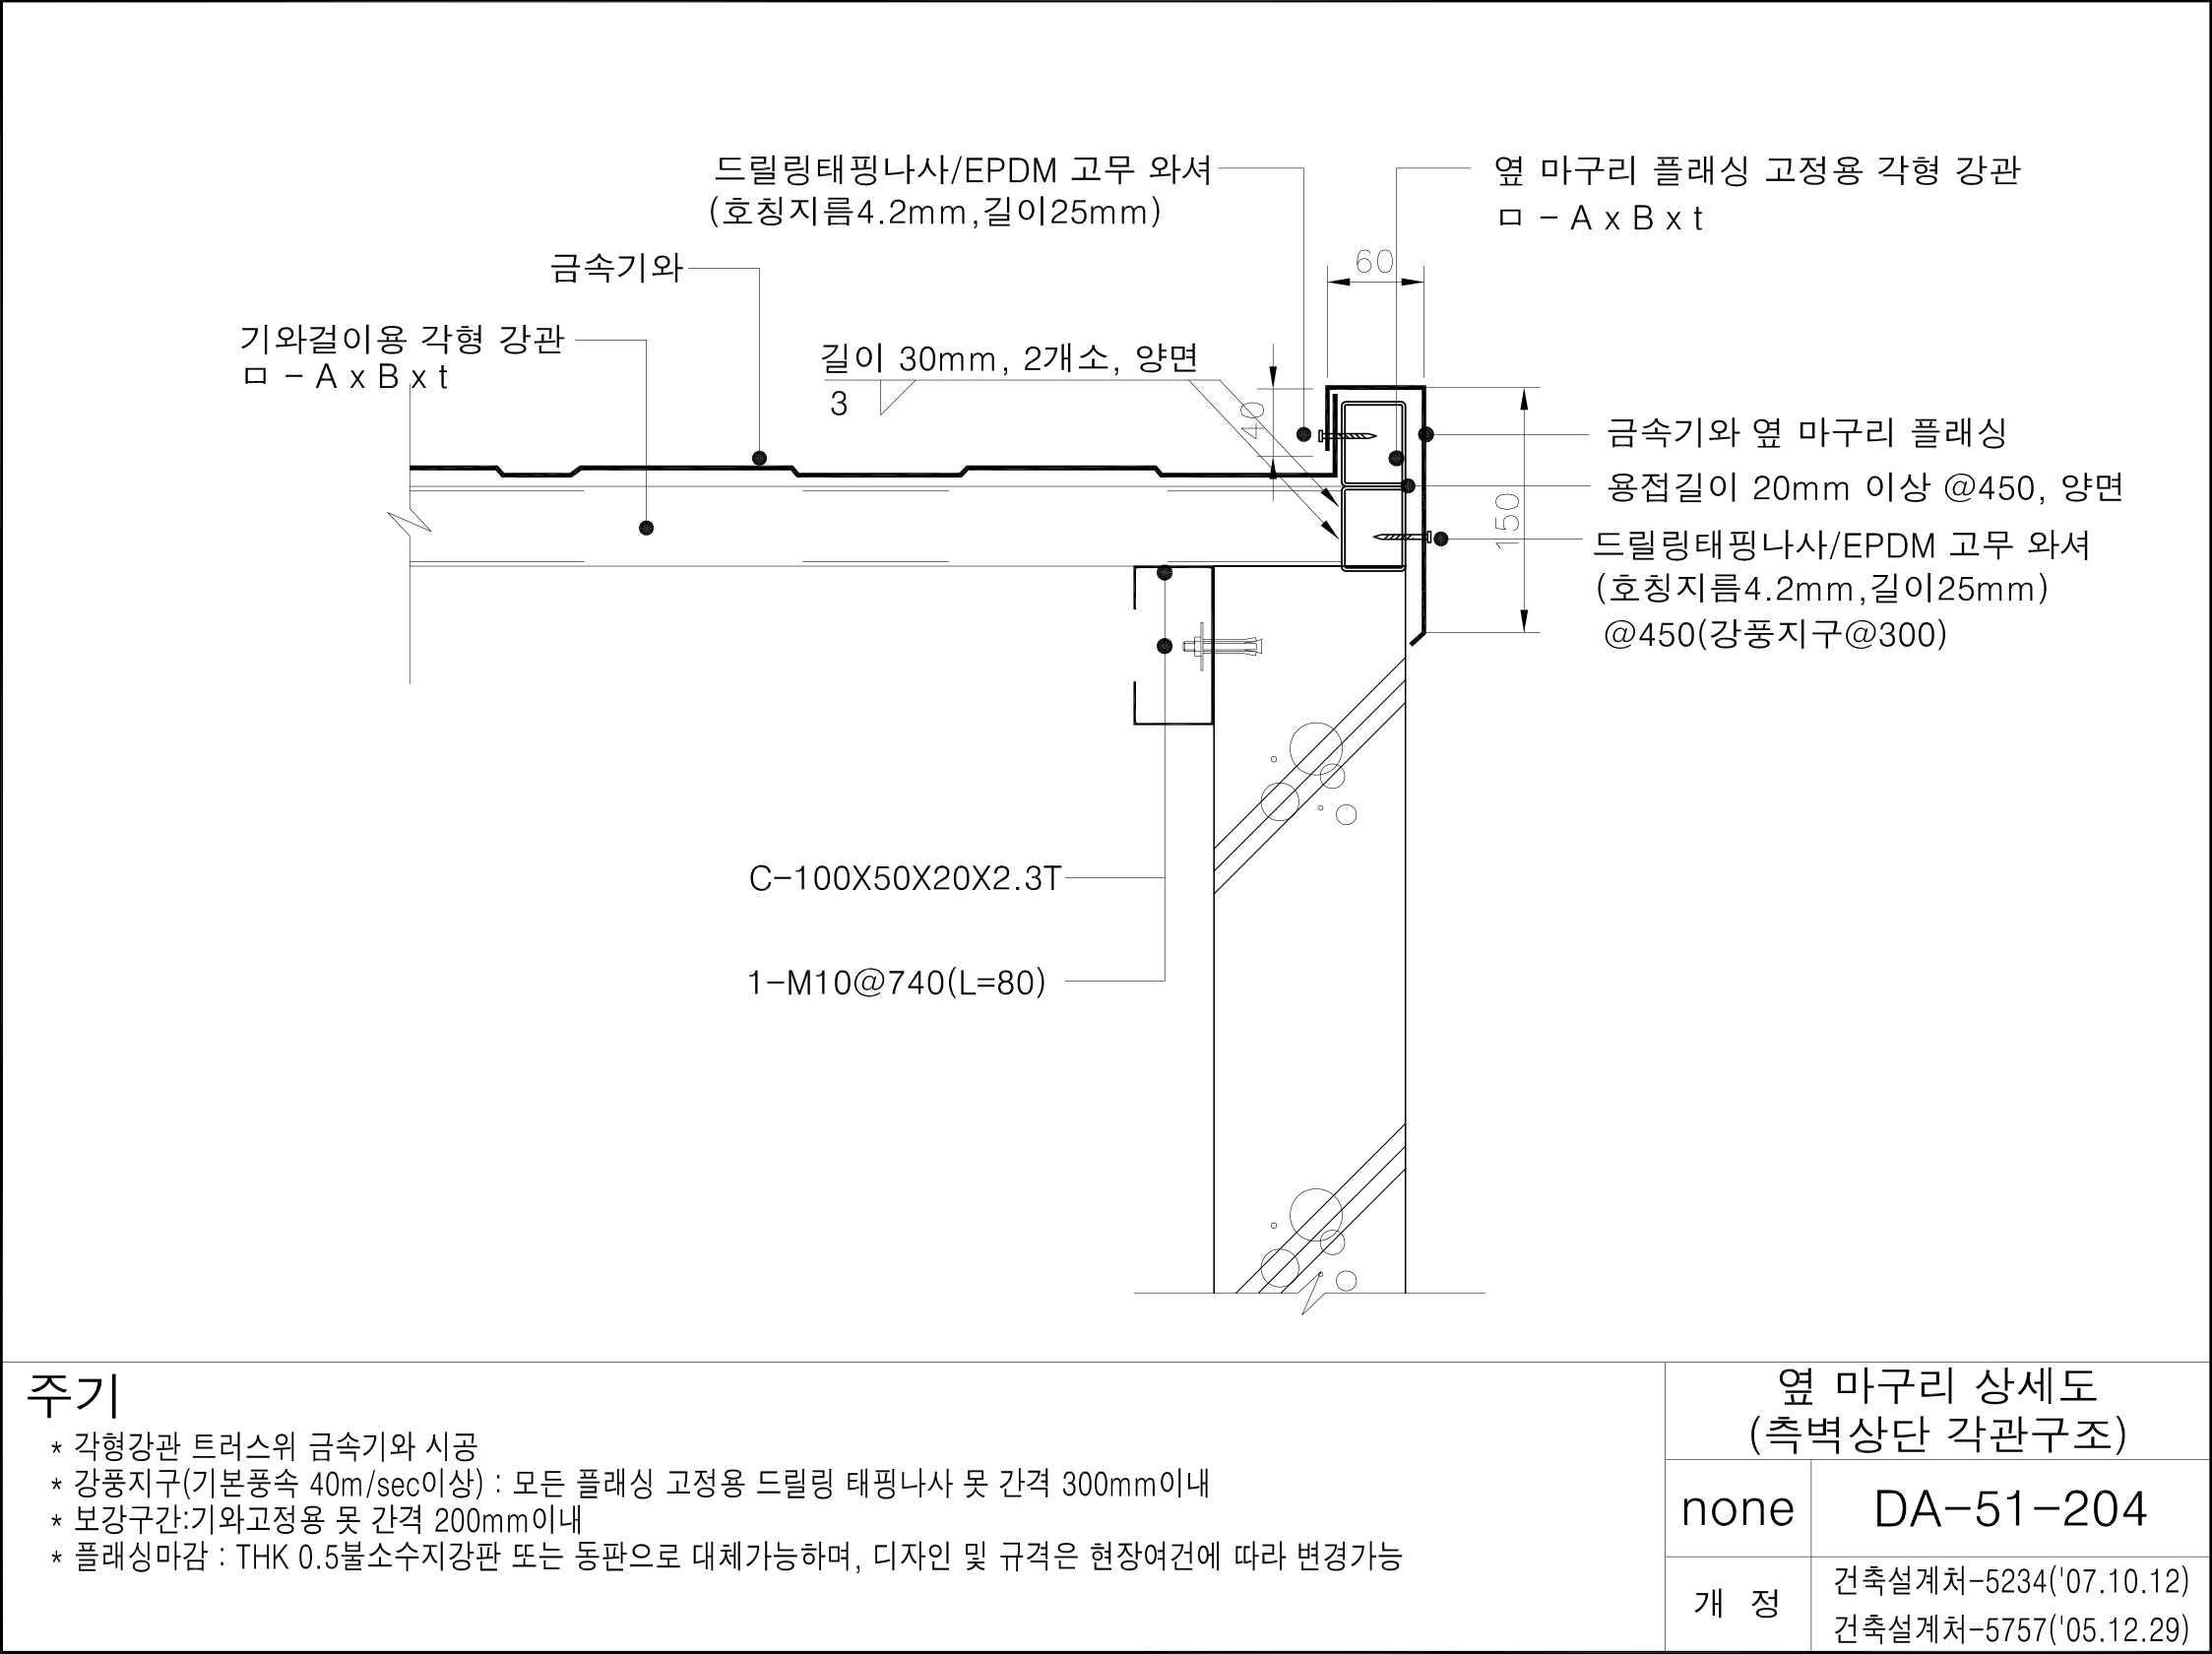 드릴링태핑나사/EPDM 고무 와셔
(호칭지름4.2mm,길이25mm)
옆 마구리 플래싱 고정용 각형 강관
ㅁ - A x B x t
금속기와
60
기와걸이용 각형 강관
ㅁ - A x B x t
길이 30mm, 2개소, 양면
3
40
금속기와 옆 마구리 플래싱
용접길이 20mm 이상 @450, 양면
150
드릴링태핑나사/EPDM 고무 와셔
(호칭지름4.2mm,길이25mm)
@450(강풍지구@300)
C-100X50X20X2.3T
1-M10@740(L=80)
주기
* 각형강관 트러스위 금속기와 시공
* 강풍지구(기본풍속 40m/sec이상) : 모든 플래싱 고정용 드릴링 태핑나사 못 간격 300mm이내
* 보강구간:기와고정용 못 간격 200mm이내
* 플래싱마감 : THK 0.5불소수지강판 또는 동판으로 대체가능하며, 디자인 및 규격은 현장여건에 따라 변경가능
옆 마구리 상세도
(측벽상단 각관구조)
none
DA-51-204
개 정
건축설계처-5234('07.10.12)
건축설계처-5757('05.12.29)